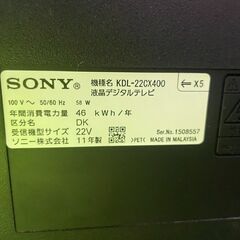 SONY 機種名 KDL-22CX400 ⇐ X5
液晶デジタルテレビ
100 V～ 50/60 Hz 58 W
年間消費電力量 46 kWh/年
区分名 DK
受信機型サイズ 22V
ソニー株式会社 11年製 >PET< MADE IN MALAYSIA
Ser.No.1508557